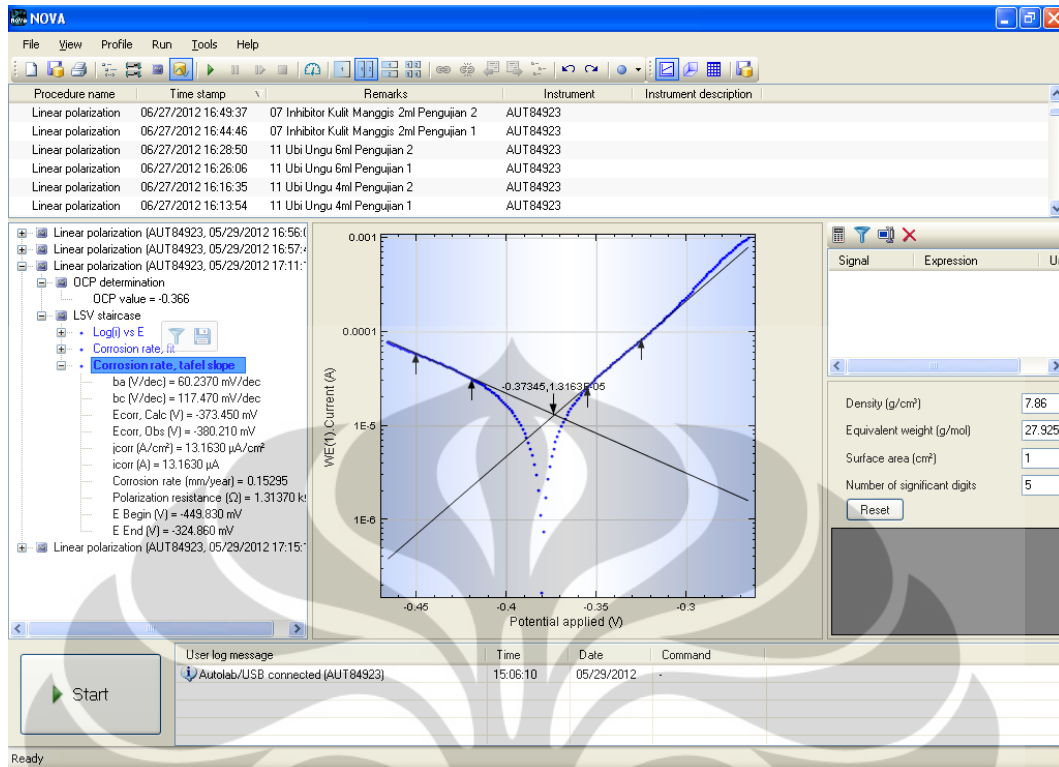 NOVA
File View Profile Run Tools Help
Procedure name Time stamp Remarks Instrument Instrument description
Linear polarization 06/27/2012 16:49:37 07 Inhibitor Kulit Manggis 2ml Pengujian 2 AUT84923
Linear polarization 06/27/2012 16:44:46 07 Inhibitor Kulit Manggis 2ml Pengujian 1 AUT84923
Linear polarization 06/27/2012 16:28:50 11 Ubi Ungu 6ml Pengujian 2 AUT84923
Linear polarization 06/27/2012 16:26:06 11 Ubi Ungu 6ml Pengujian 1 AUT84923
Linear polarization 06/27/2012 16:16:35 11 Ubi Ungu 4ml Pengujian 2 AUT84923
Linear polarization 06/27/2012 16:13:54 11 Ubi Ungu 4ml Pengujian 1 AUT84923
Linear polarization (AUT84923, 05/29/2012 16:56:
Linear polarization (AUT84923, 05/29/2012 16:57:
Linear polarization (AUT84923, 05/29/2012 17:11:
OCP determination
OCP value = -0.366
LSV staircase
Log(i) vs E
Corrosion rate, fit
Corrosion rate, tafel slope
ba (V/dec) = 60.2370 mV/dec
bc (V/dec) = 117.470 mV/dec
Ecorr, Calc (V) = -373.450 mV
Ecorr, Obs (V) = -380.210 mV
jcorr (A/cm²) = 13.1630 µA/cm²
icorr (A) = 13.1630 µA
Corrosion rate (mm/year) = 0.15295
Polarization resistance (Ω) = 1.31370 k
E Begin (V) = -449.830 mV
E End (V) = -324.860 mV
Linear polarization (AUT84923, 05/29/2012 17:15:
0.001
0.0001
1E-5
1E-6
WE(1).Current (A)
-0.37345,1.3163E-05
-0.45 -0.4 -0.35 -0.3
Potential applied (V)
Signal Expression
Density (g/cm³) 7.86
Equivalent weight (g/mol) 27.925
Surface area (cm²) 1
Number of significant digits 5
Reset
Start
User log message Time Date Command
Autolab/USB connected (AUT84923) 15:06:10 05/29/2012 -
Ready